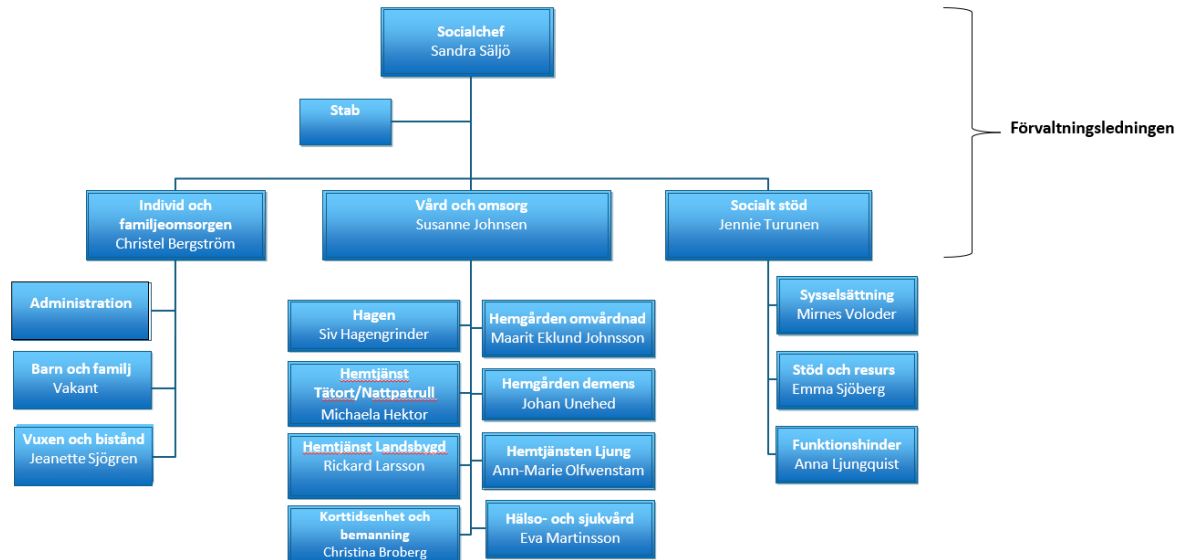 Socialchef
Sandra Säljö
Stab
Förvaltningsledningen
Individ och
familjeomsorgen
Christel Bergström
Vård och omsorg
Susanne Johnsen
Socialt stöd
Jennie Turunen
Administration
Barn och familj
Vakant
Vuxen och bistånd
Jeanette Sjögren
Hagen
Siv Hagengrinder
Hemtjänst
Tätort/Nattpatrull
Michaela Hektor
Hemtjänst Landsbygd
Rickard Larsson
Korttidsenhet och
bemanning
Christina Broberg
Hemgården omvårdnad
Maarit Eklund Johnsson
Hemgården demens
Johan Unehed
Hemtjänsten Ljung
Ann-Marie Olfwenstam
Hälso- och sjukvård
Eva Martinsson
Sysselsättning
Mirnes Voloder
Stöd och resurs
Emma Sjöberg
Funktionshinder
Anna Ljungquist